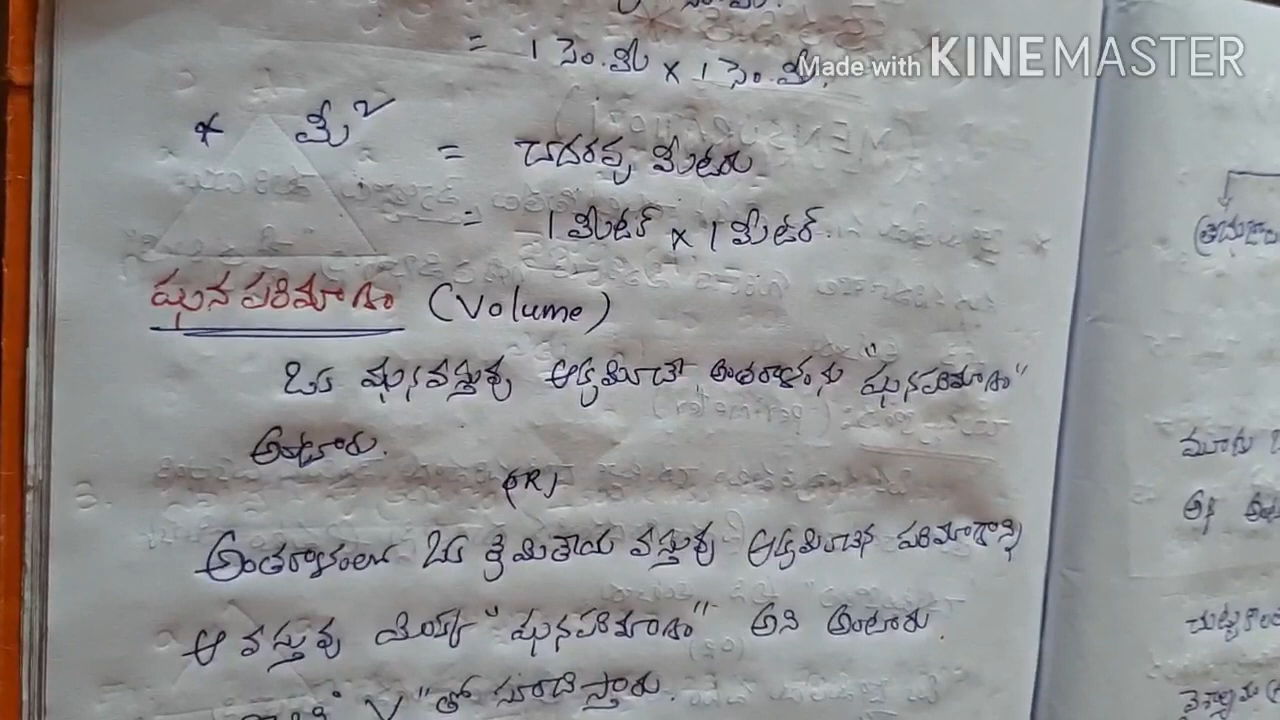 = 1 సెం.మీ x 1 సెం.మీ.
Made with KINEMASTER
* మీ² = చదరపు మీటరు
= 1 మీటర్ x 1 మీటర్.
ఘనపరిమాణం (Volume)
ఒక ఘనవస్తువు ఆక్రమించే అంతరాళంను "ఘనపరిమాణం"
అంటారు.
(OR)
అంతరాళంలో ఒక త్రిమితీయ వస్తువు ఆక్రమించిన పరిమాణాన్ని
ఆ వస్తువు యొక్క "ఘనపరిమాణం" అని అంటారు.
V" తో సూచిస్తారు.
మూడు